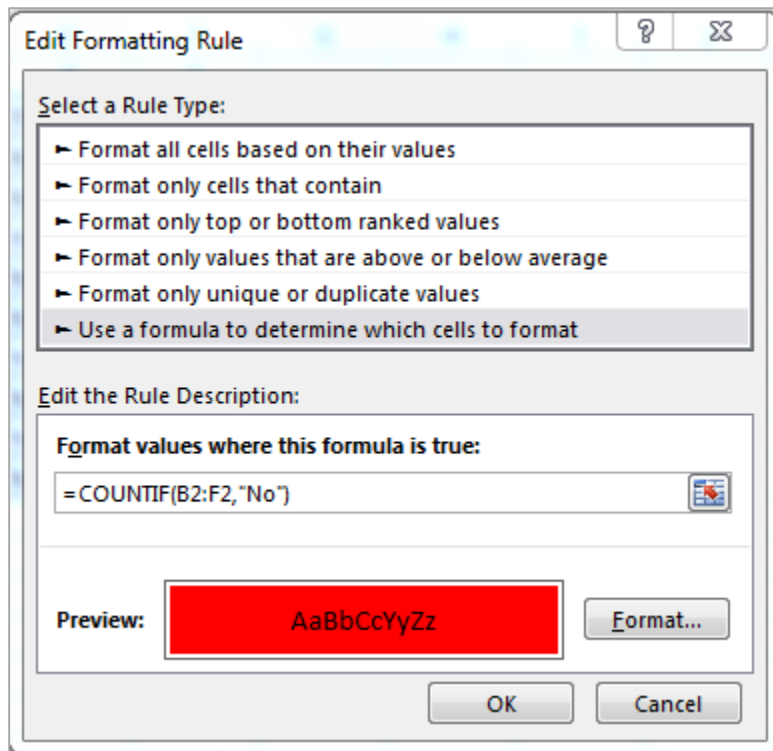 Edit Formatting Rule
Select a Rule Type:
► Format all cells based on their values
► Format only cells that contain
► Format only top or bottom ranked values
► Format only values that are above or below average
► Format only unique or duplicate values
► Use a formula to determine which cells to format
Edit the Rule Description:
Format values where this formula is true:
=COUNTIF(B2:F2,"No")
Preview:
AaBbCcYyZz
Format...
OK
Cancel